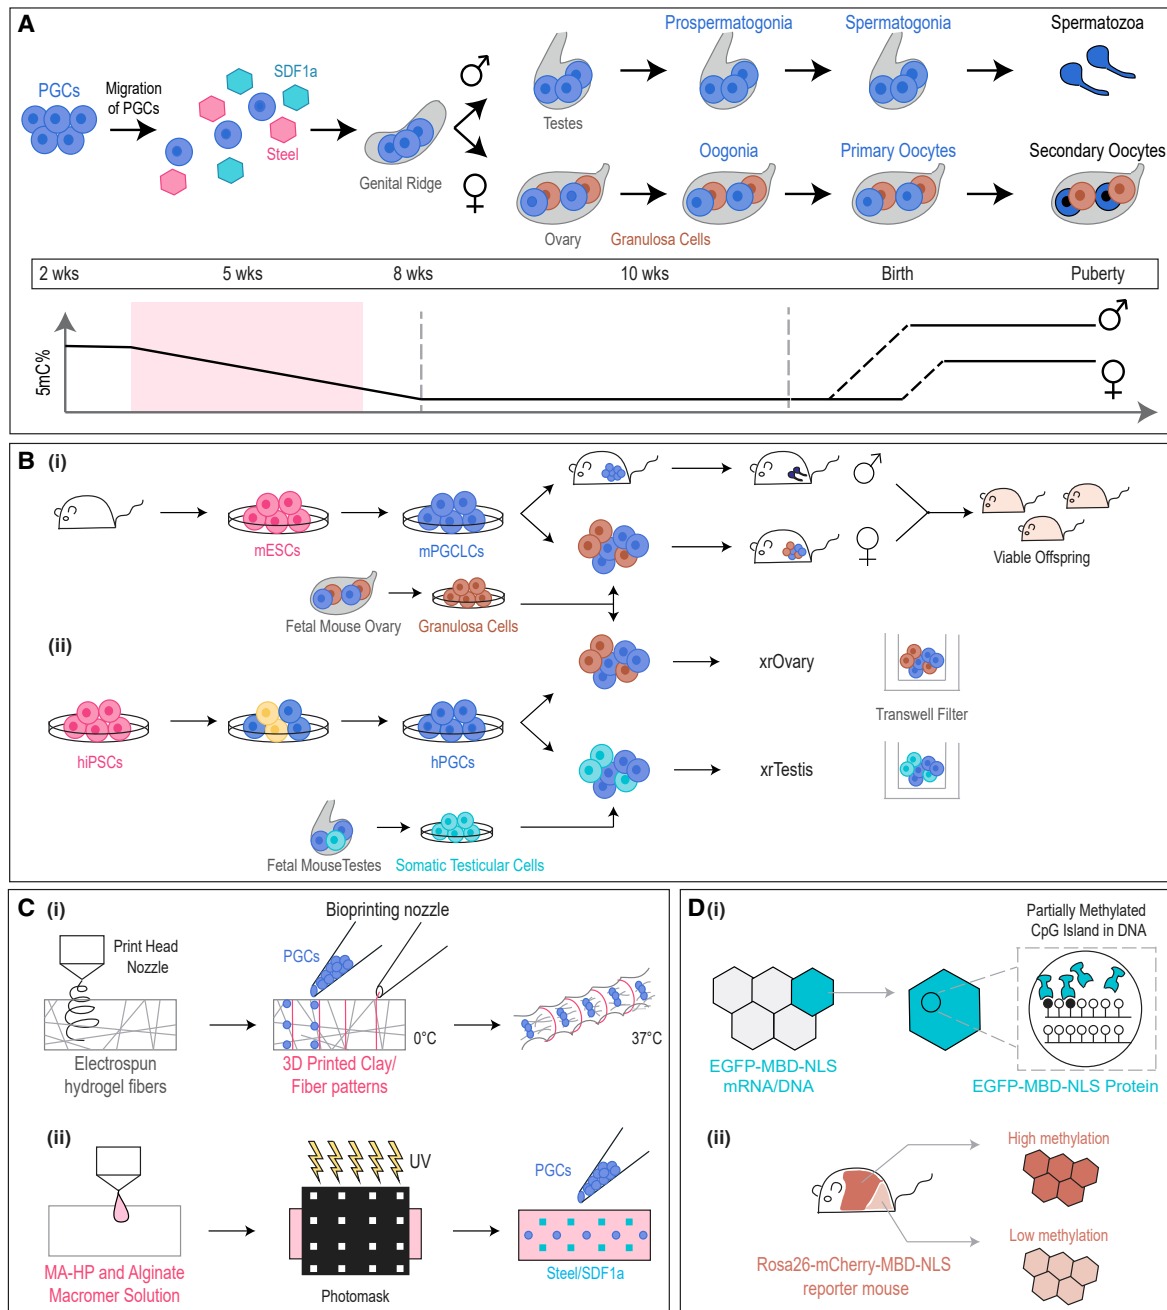 A
PGCs
Migration
of PGCs
SDF1a
Steel
Genital Ridge
Testes
Prospermatogonia
Spermatogonia
Spermatozoa
Ovary
Granulosa Cells
Oogonia
Primary Oocytes
Secondary Oocytes
2 wks 5 wks 8 wks 10 wks Birth Puberty
5mC%
B (i)
mESCs
mPGCLCs
Viable Offspring
Fetal Mouse Ovary
Granulosa Cells
(ii)
hiPSCs
hPGCs
xrOvary
Transwell Filter
xrTestis
Fetal MouseTestes
Somatic Testicular Cells
C (i)
Print Head
Nozzle
Electrospun
hydrogel fibers
Bioprinting nozzle
PGCs
0°C
3D Printed Clay/
Fiber patterns
37°C
(ii)
MA-HP and Alginate
Macromer Solution
UV
Photomask
PGCs
Steel/SDF1a
D (i)
EGFP-MBD-NLS
mRNA/DNA
Partially Methylated
CpG Island in DNA
EGFP-MBD-NLS Protein
(ii)
Rosa26-mCherry-MBD-NLS
reporter mouse
High methylation
Low methylation